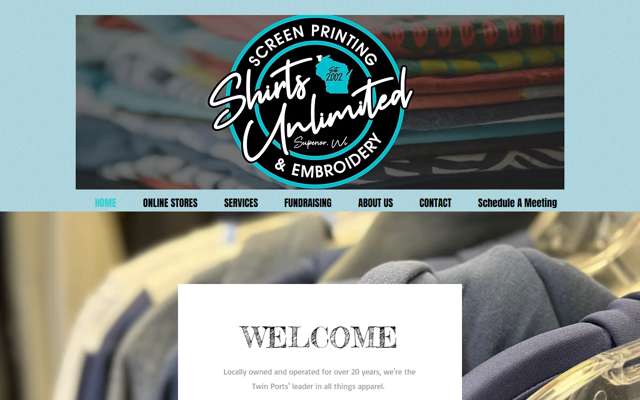 SCREEN PRINTING
Est.
2002
Shirts
Unlimited
Superior, Wi
& EMBROIDERY
HOME ONLINE STORES SERVICES FUNDRAISING ABOUT US CONTACT Schedule A Meeting
WELCOME
Locally owned and operated for over 20 years, we're the
Twin Ports' leader in all things apparel.